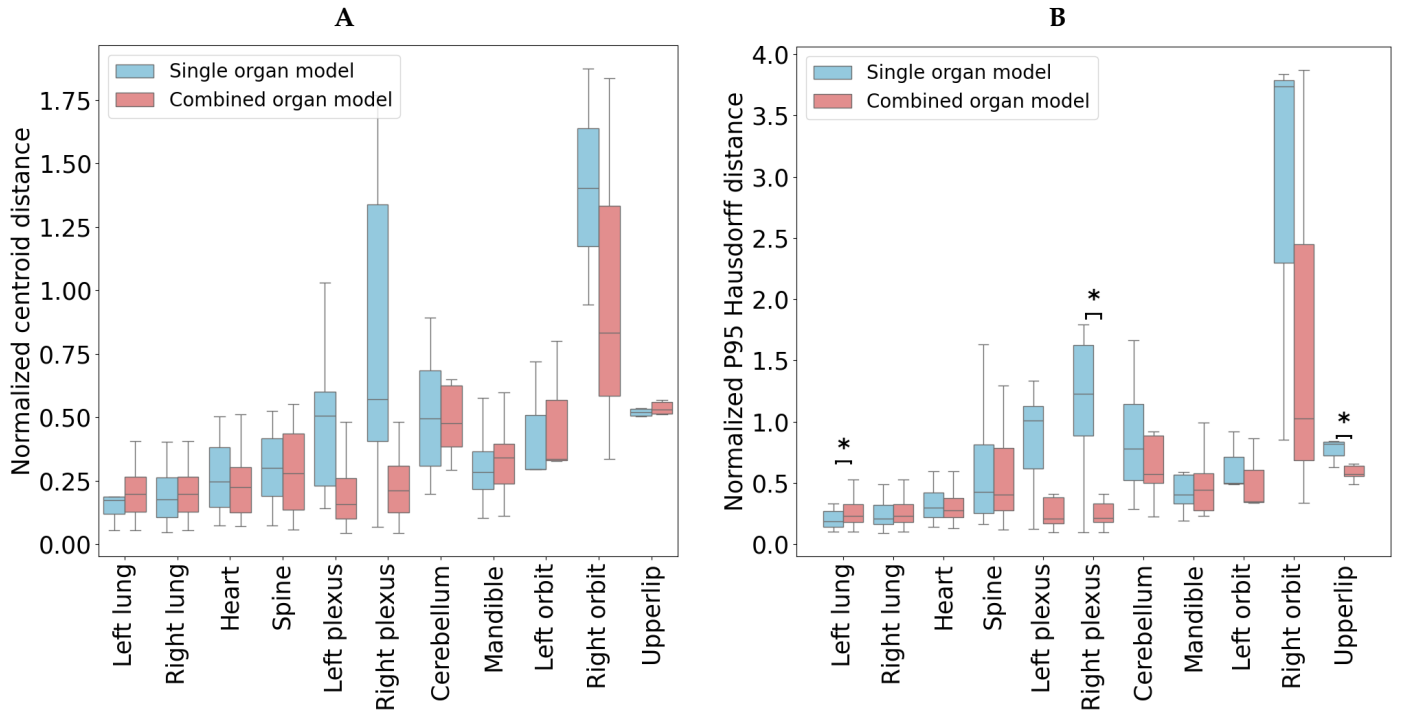 A
Single organ model
Combined organ model
Normalized centroid distance
1.75
1.50
1.25
1.00
0.75
0.50
0.25
0.00
Left lung
Right lung
Heart
Spine
Left plexus
Right plexus
Cerebellum
Mandible
Left orbit
Right orbit
Upperlip
B
Single organ model
Combined organ model
Normalized P95 Hausdorff distance
4.0
3.5
3.0
2.5
2.0
1.5
1.0
0.5
0.0
*
*
*
Left lung
Right lung
Heart
Spine
Left plexus
Right plexus
Cerebellum
Mandible
Left orbit
Right orbit
Upperlip